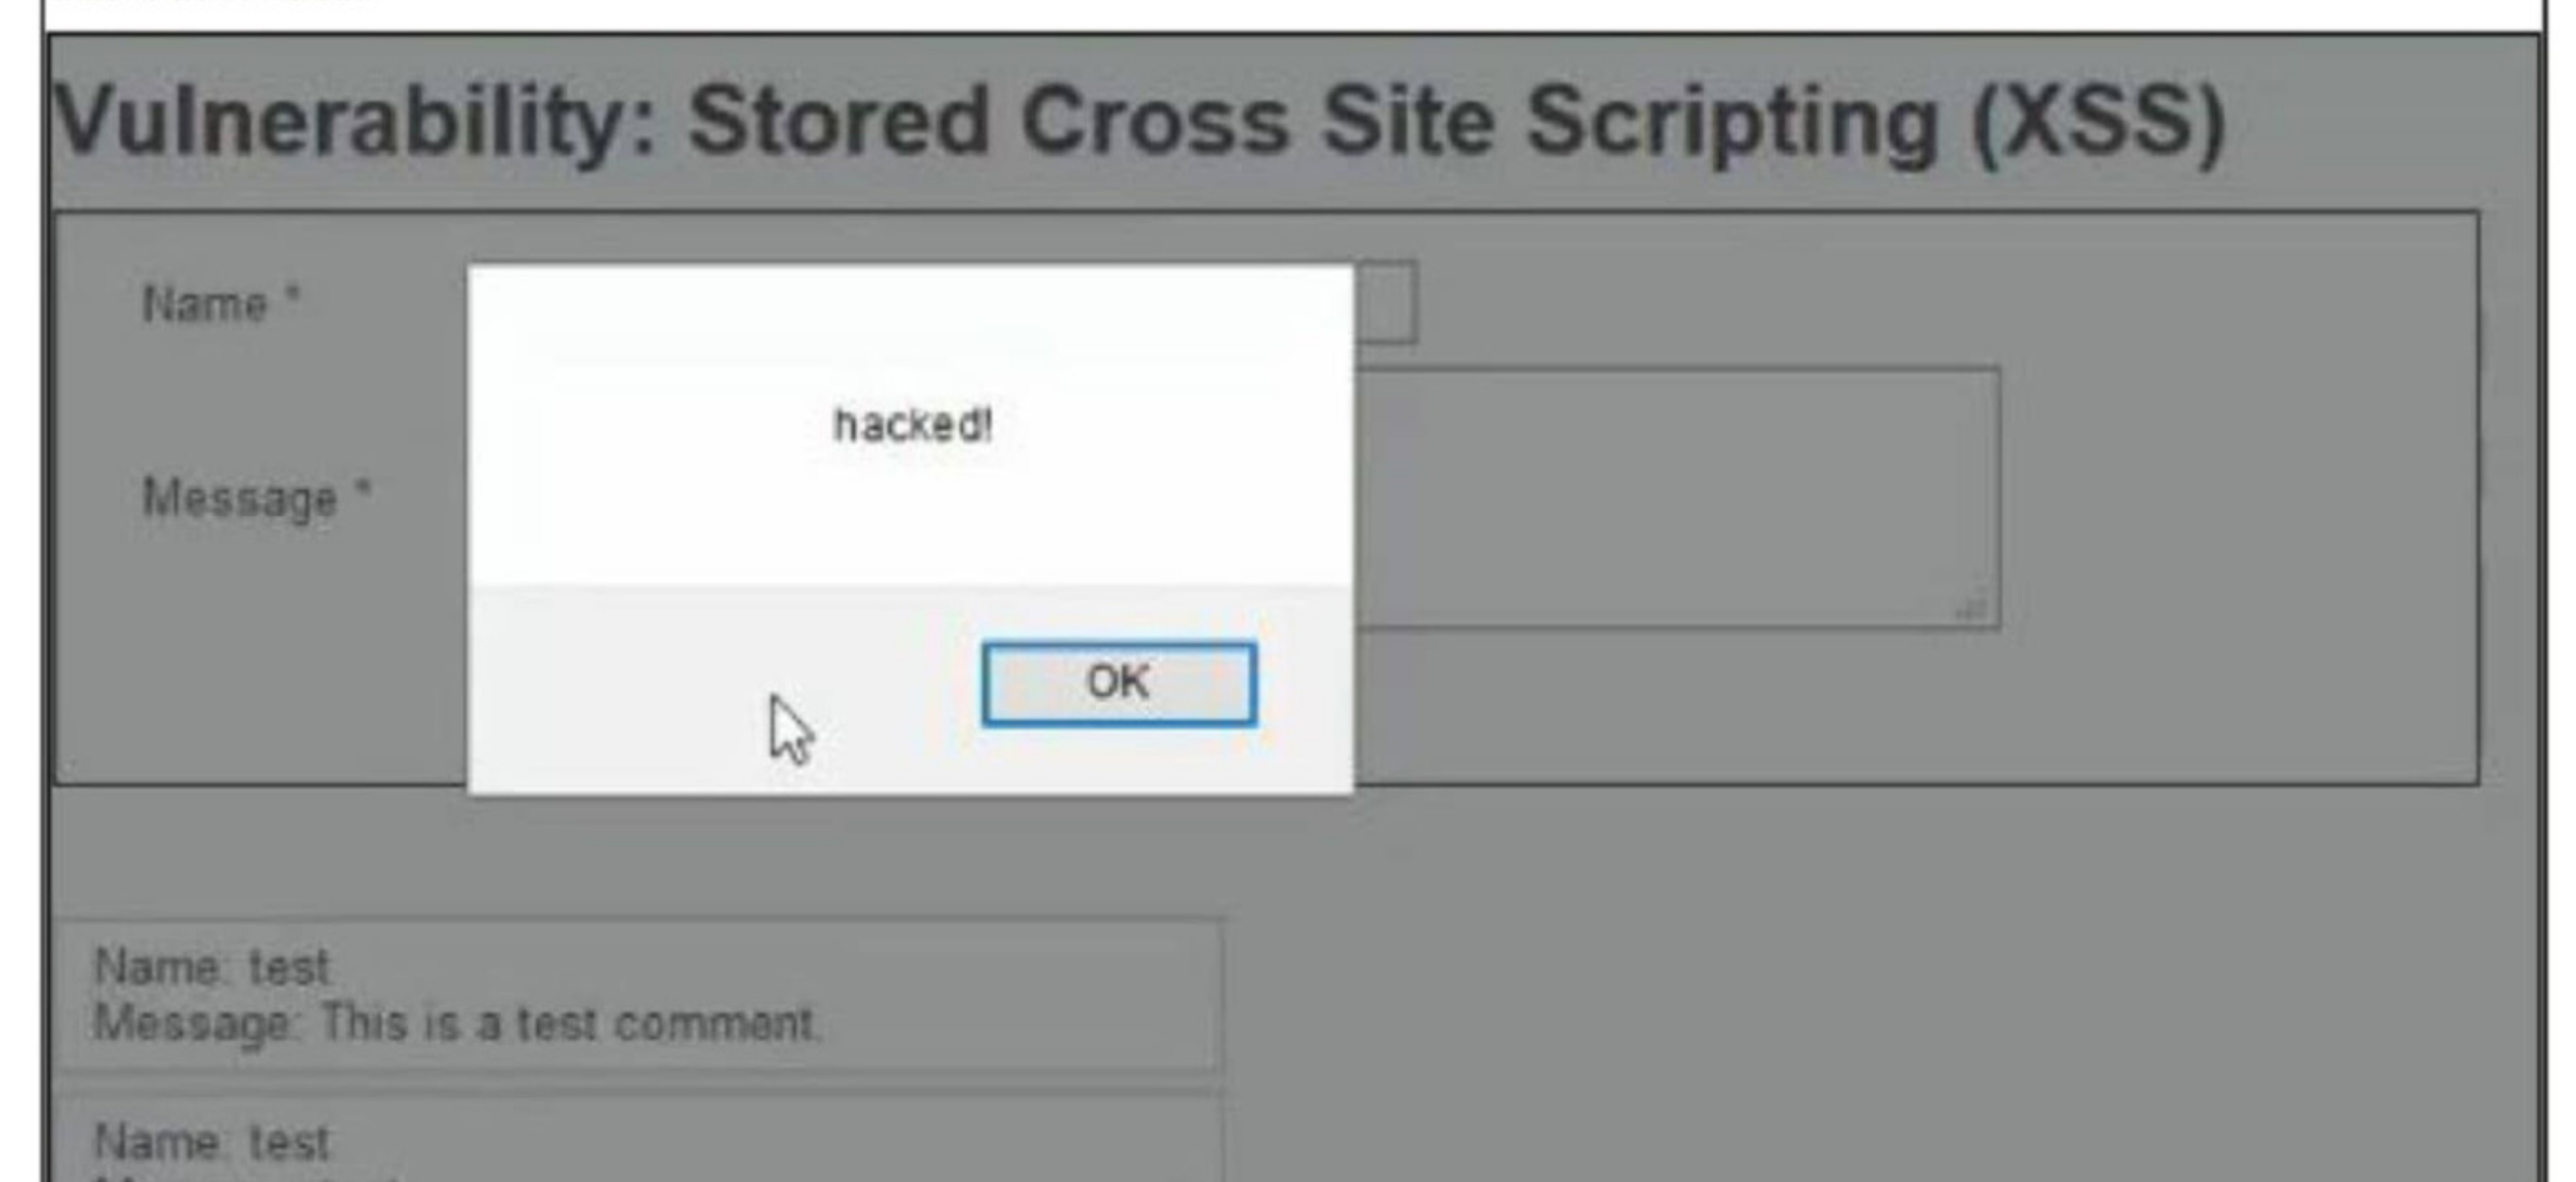 Vulnerability: Stored Cross Site Scripting (XSS)
Name *
hacked!
Message *
OK
Name: test
Message: This is a test comment.
Name: test